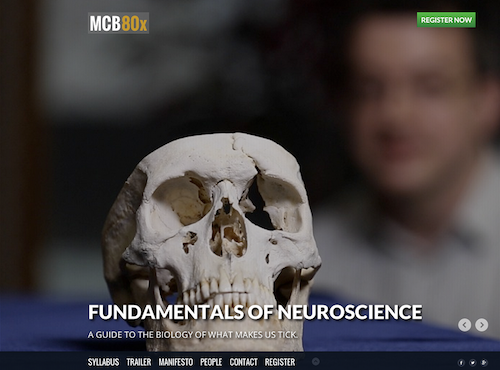 MCB80x
REGISTER NOW
FUNDAMENTALS OF NEUROSCIENCE
A GUIDE TO THE BIOLOGY OF WHAT MAKES US TICK.
SYLLABUS TRAILER MANIFESTO PEOPLE CONTACT REGISTER